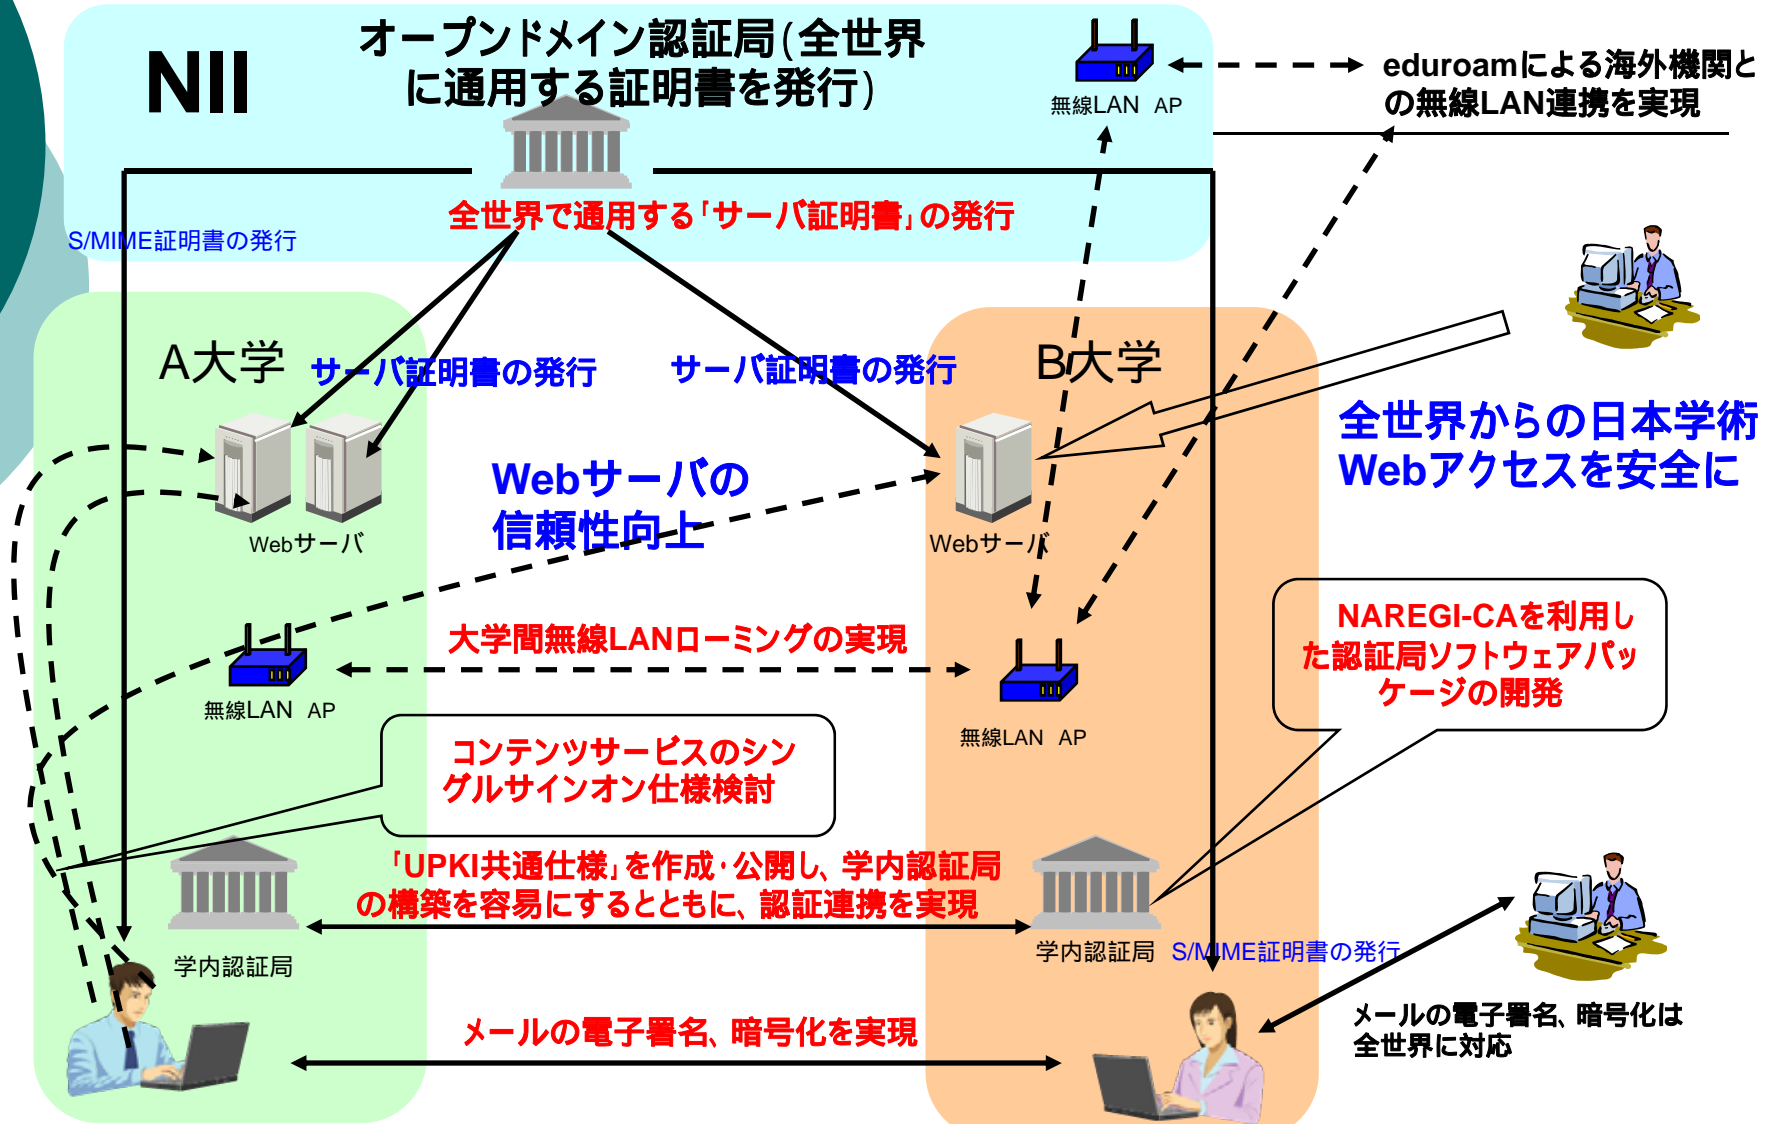 NII
オープンドメイン認証局(全世界
に通用する証明書を発行)
無線LAN AP
eduroamによる海外機関と
の無線LAN連携を実現
全世界で通用する「サーバ証明書」の発行
S/MIME証明書の発行
A大学
サーバ証明書の発行
サーバ証明書の発行
B大学
全世界からの日本学術
Webアクセスを安全に
Webサーバの
信頼性向上
Webサーバ
Webサーバ
大学間無線LANローミングの実現
NAREGI-CAを利用し
た認証局ソフトウェアパッ
ケージの開発
無線LAN AP
無線LAN AP
コンテンツサービスのシン
グルサインオン仕様検討
「UPKI共通仕様」を作成・公開し、学内認証局
の構築を容易にするとともに、認証連携を実現
学内認証局
学内認証局
S/MIME証明書の発行
メールの電子署名、暗号化を実現
メールの電子署名、暗号化は
全世界に対応